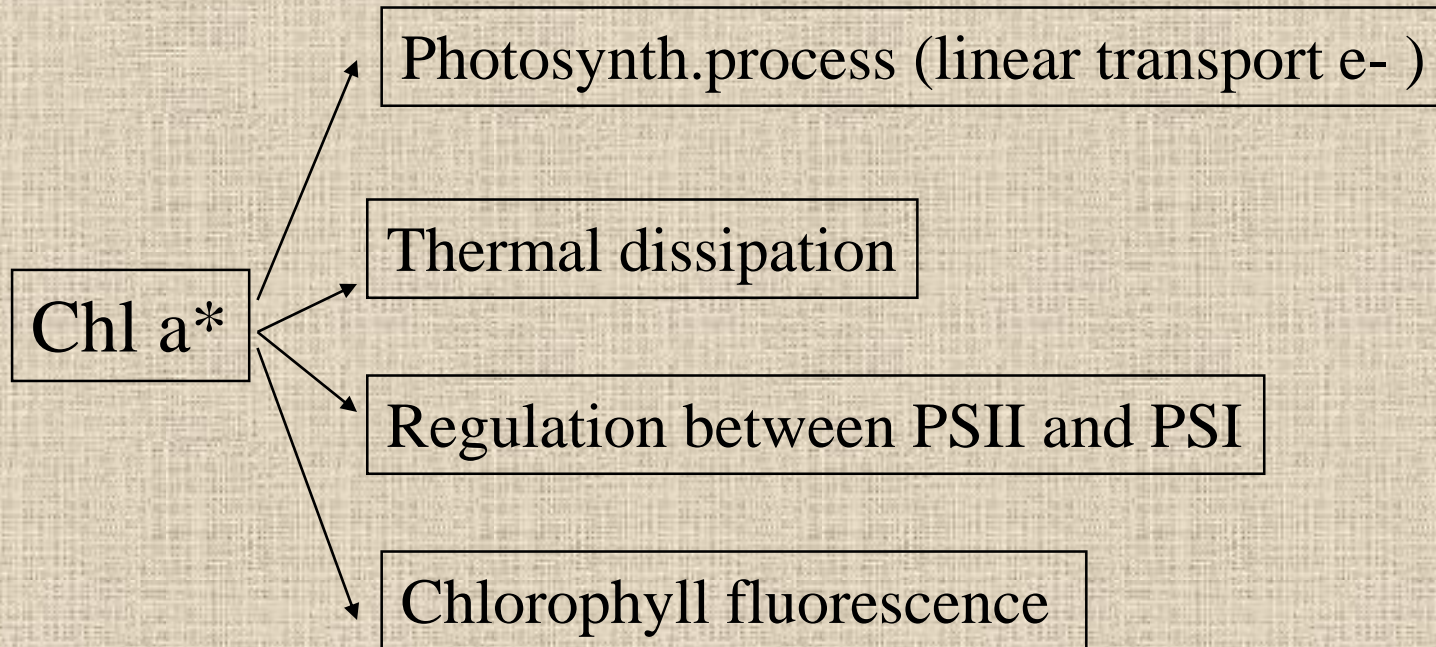 Photosynth.process (linear transport e- )
Thermal dissipation
Chl a*
Regulation between PSII and PSI
Chlorophyll fluorescence